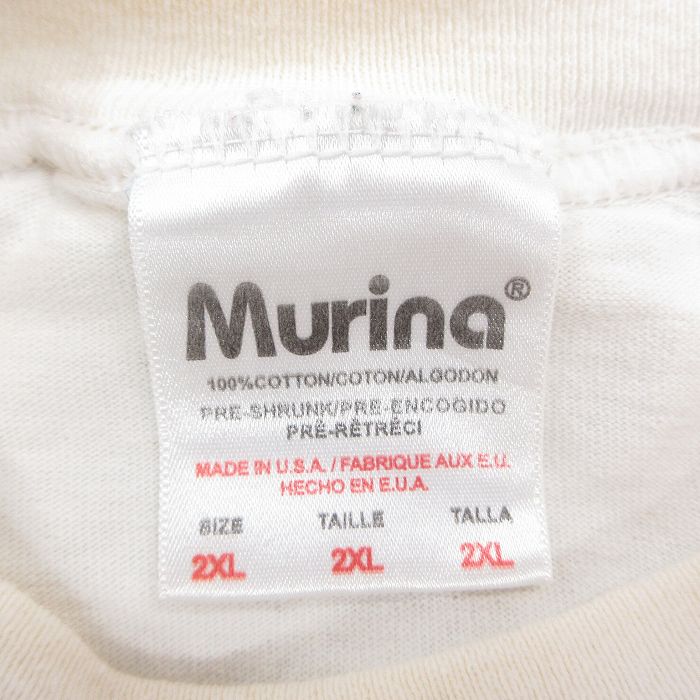 Murina®
100%COTTON/COTON/ALGODON
PRE-SHRUNK/PRE-ENCOGIDO
PRÉ-RÊTRÉCI
MADE IN U.S.A. / FABRIQUE AUX E.U.
HECHO EN E.U.A.
SIZE TAILLE TALLA
2XL 2XL 2XL